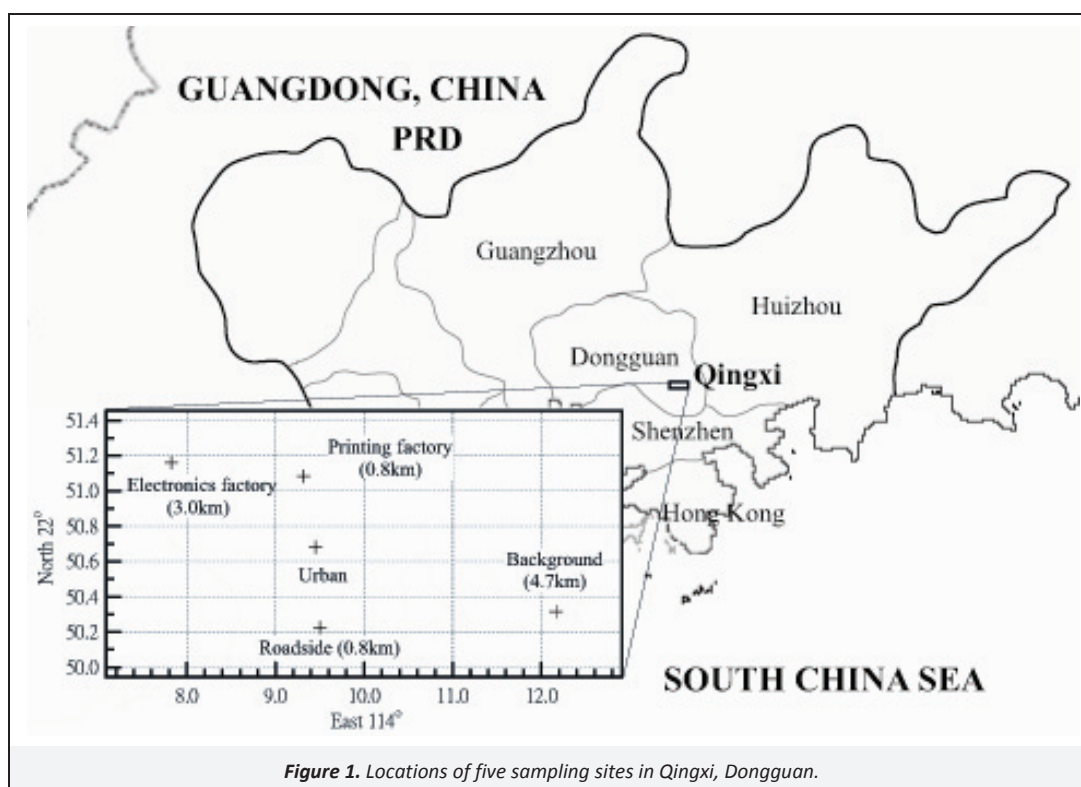 GUANGDONG, CHINA
PRD
Guangzhou
Huizhou
Dongguan
Qingxi
Shenzhen
Hong Kong
SOUTH CHINA SEA
51.4
51.2
51.0
50.8
50.6
50.4
50.2
50.0
North 22°
Printing factory
(0.8km)
Electronics factory
(3.0km)
Urban
Background
(4.7km)
Roadside (0.8km)
8.0 9.0 10.0 11.0 12.0
East 114°
Figure 1. Locations of five sampling sites in Qingxi, Dongguan.